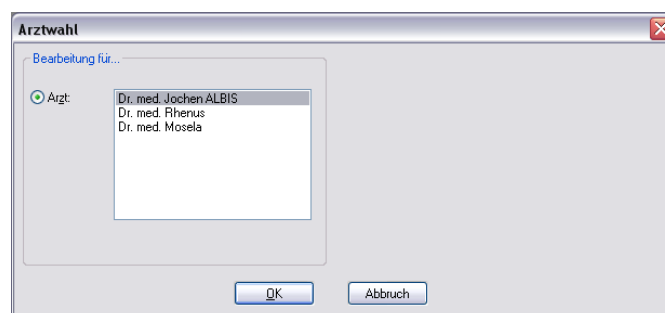 Arztwahl
Bearbeitung für...
Arzt:
Dr. med. Jochen ALBIS
Dr. med. Rhenus
Dr. med. Mosela
OK
Abbruch